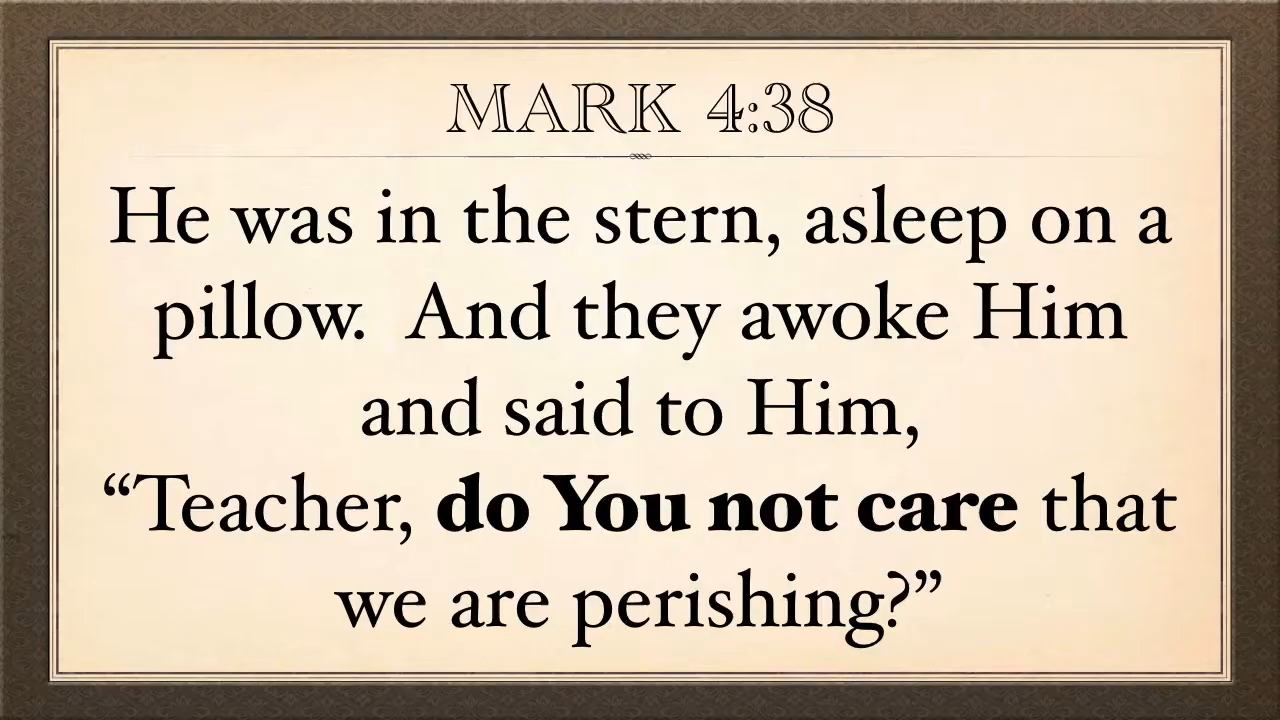 MARK 4:38
He was in the stern, asleep on a
pillow.  And they awoke Him
and said to Him,
“Teacher, do You not care that
we are perishing?”